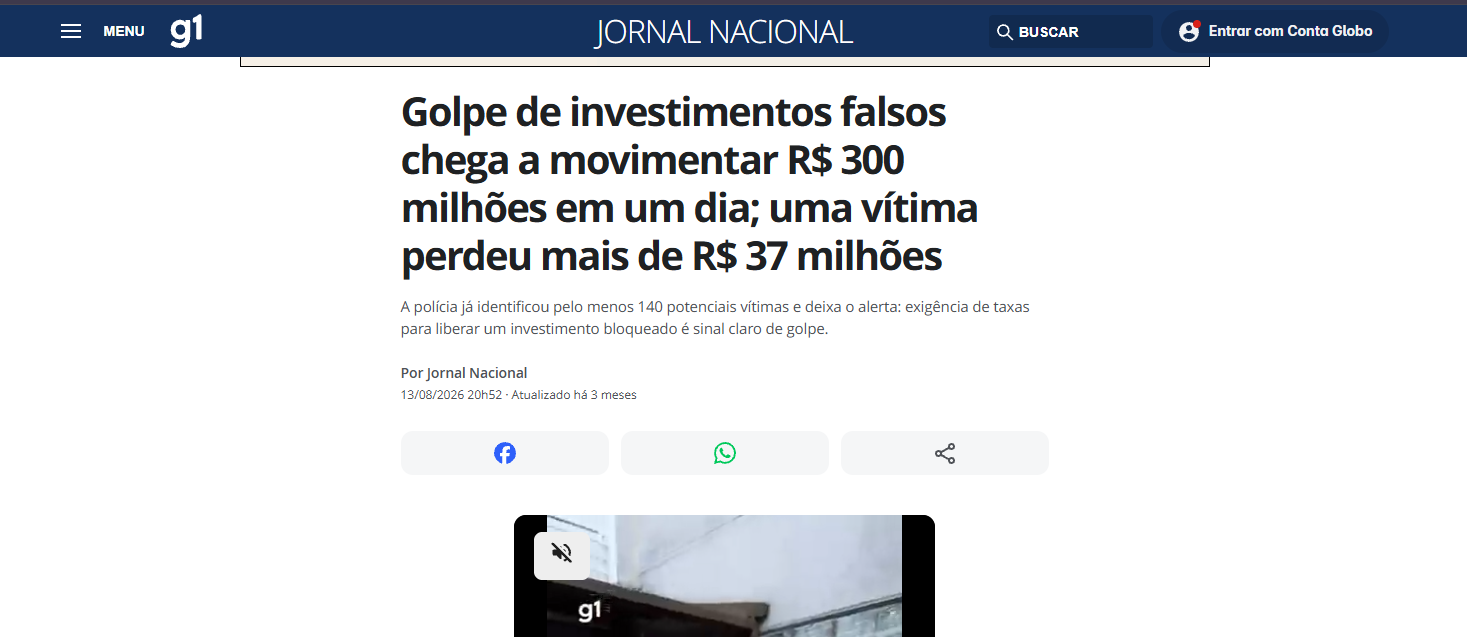 MENU
g1
JORNAL NACIONAL
BUSCAR
Entrar com Conta Globo
Golpe de investimentos falsos
chega a movimentar R$ 300
milhões em um dia; uma vítima
perdeu mais de R$ 37 milhões
A polícia já identificou pelo menos 140 potenciais vítimas e deixa o alerta: exigência de taxas
para liberar um investimento bloqueado é sinal claro de golpe.
Por Jornal Nacional
13/08/2026 20h52 · Atualizado há 3 meses
g1